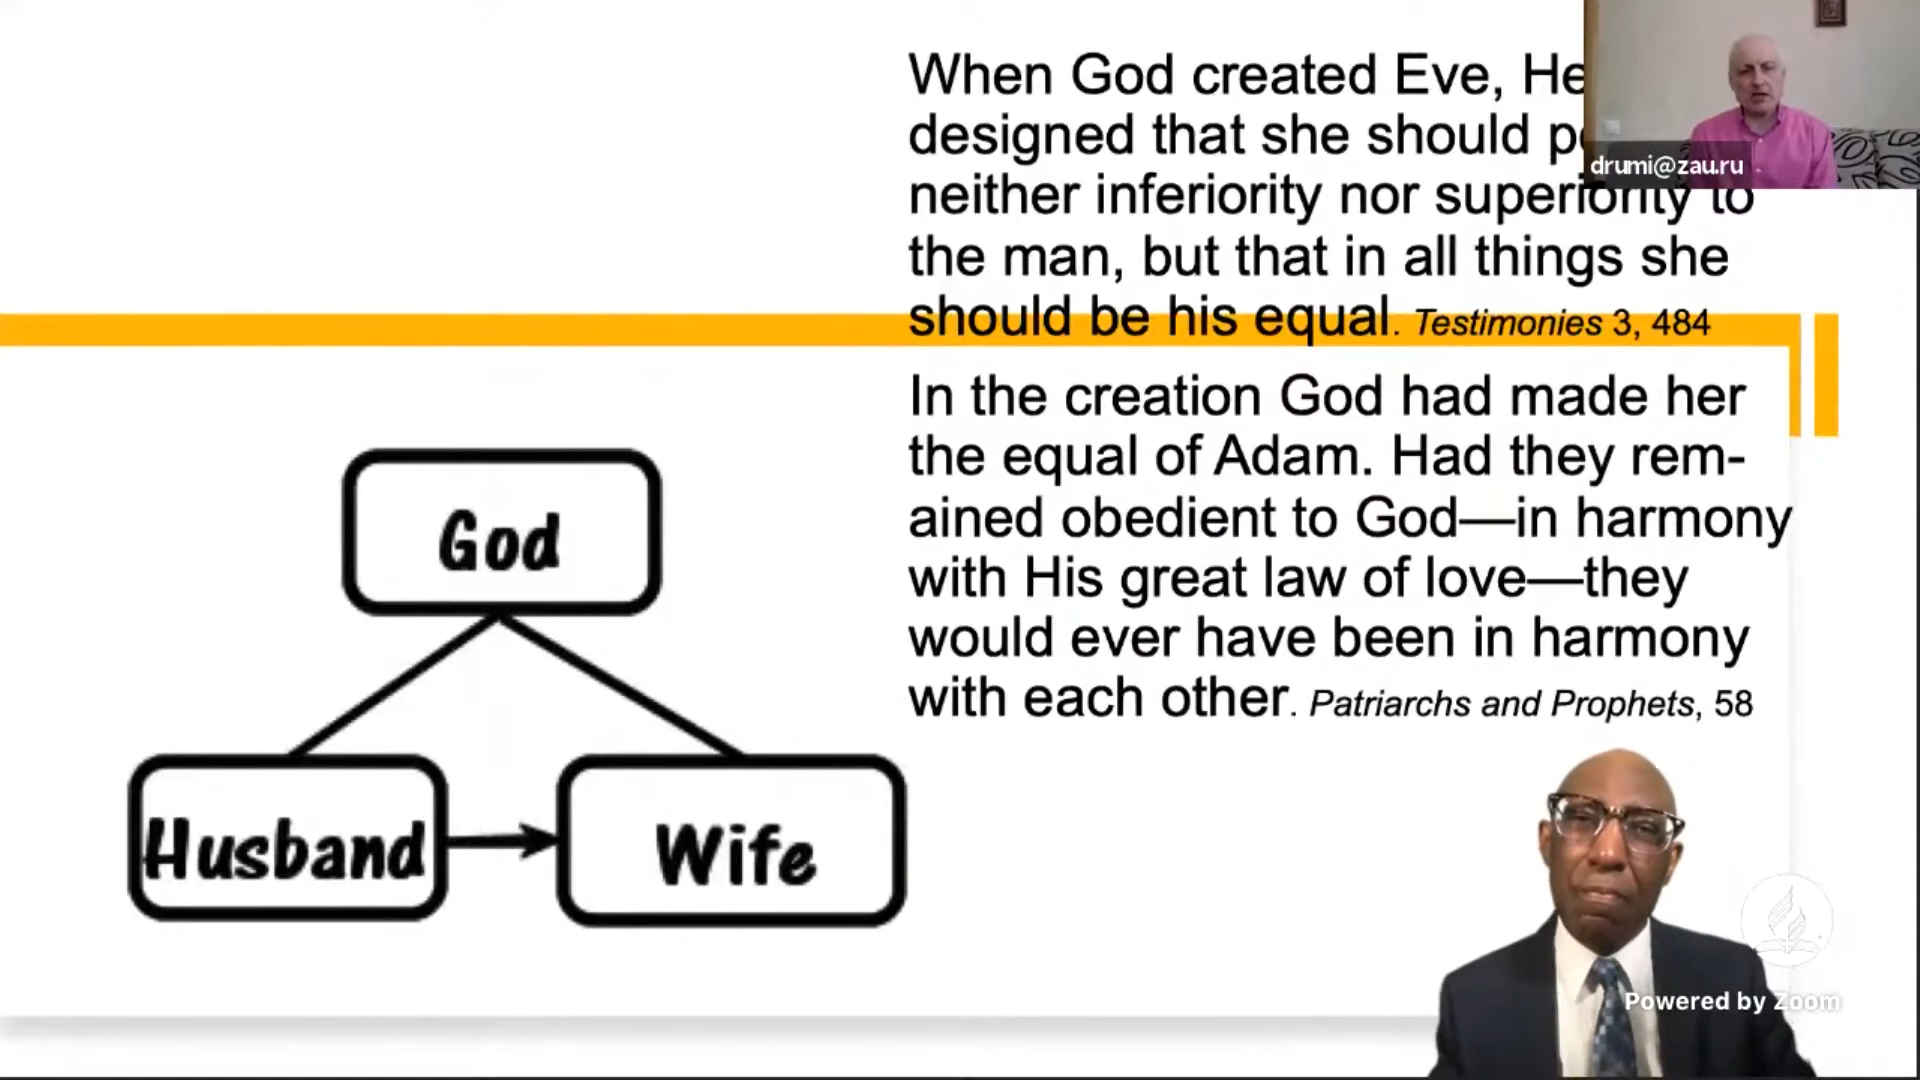 When God created Eve, He
designed that she should
neither inferiority nor superiority to
the man, but that in all things she
should be his equal. Testimonies 3, 484
In the creation God had made her
the equal of Adam. Had they rem-
ained obedient to God—in harmony
with His great law of love—they
would ever have been in harmony
with each other. Patriarchs and Prophets, 58
God
Husband
Wife
drumi@zau.ru
Powered by Zoom